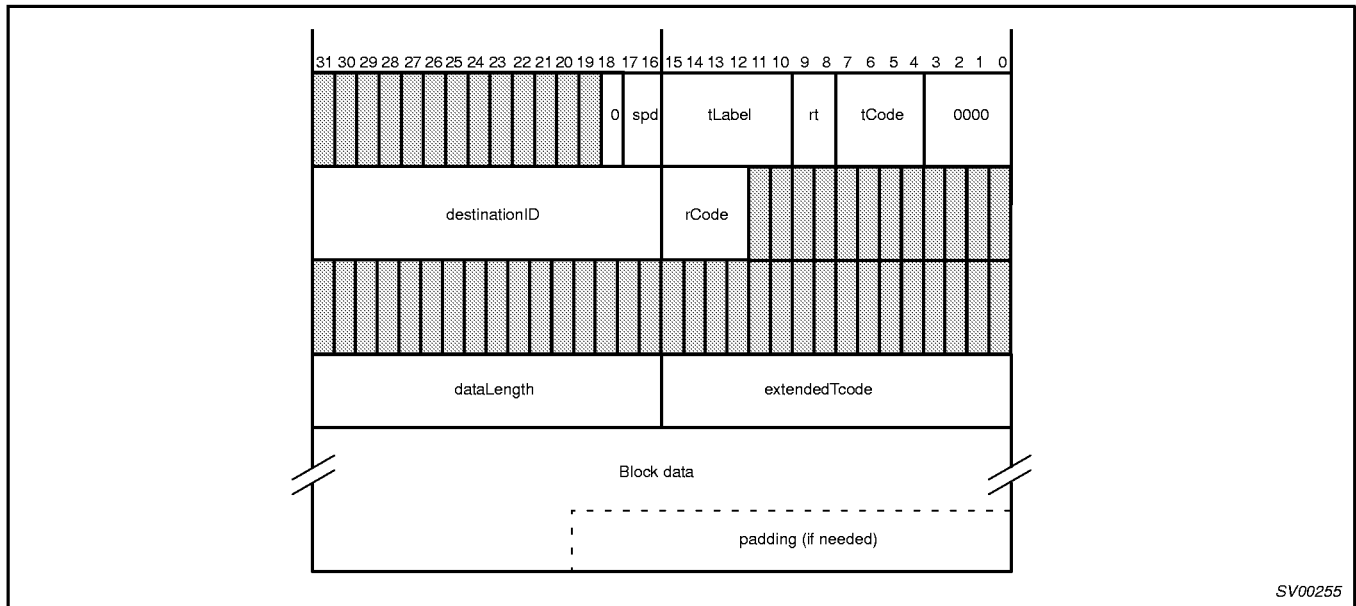 31 30 29 28 27 26 25 24 23 22 21 20 19 18 17 16 15 14 13 12 11 10 9 8 7 6 5 4 3 2 1 0
0 spd tLabel rt tCode 0000
destinationID rCode
dataLength extendedTcode
Block data
padding (if needed)
SV00255